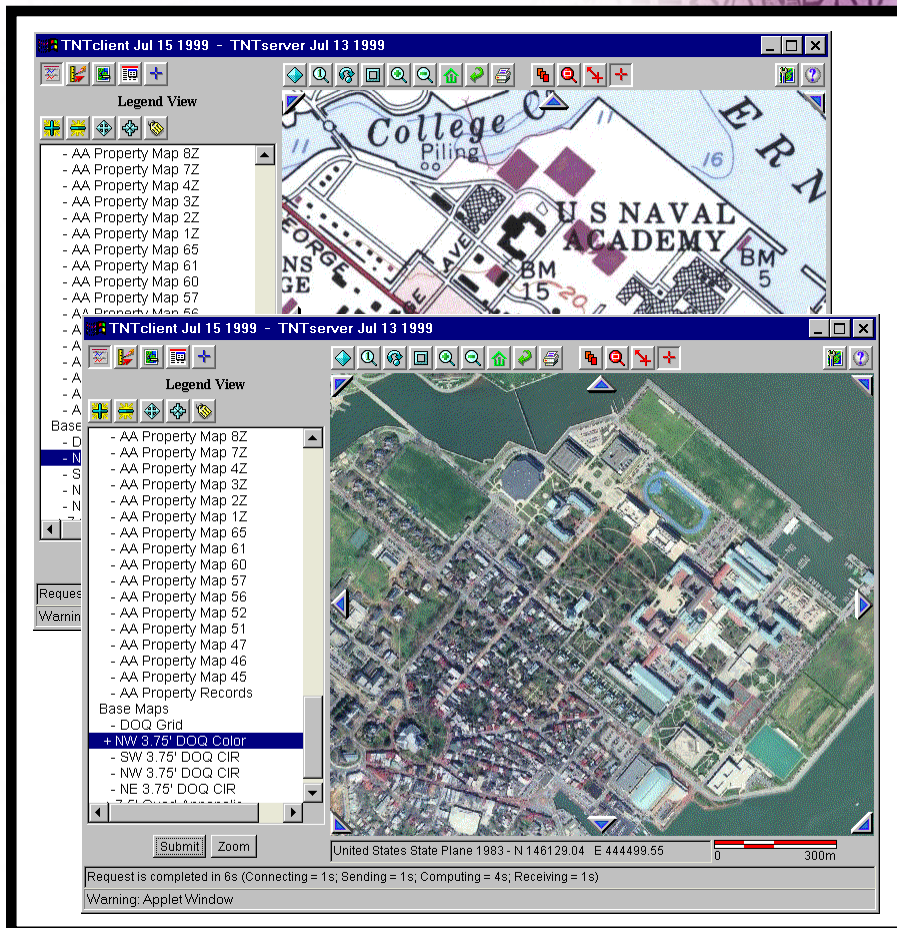 TNTclient Jul 15 1999 - TNTserver Jul 13 1999
Legend View
- AA Property Map 8Z
- AA Property Map 7Z
- AA Property Map 4Z
- AA Property Map 3Z
- AA Property Map 2Z
- AA Property Map 1Z
- AA Property Map 65
- AA Property Map 61
- AA Property Map 60
- AA Property Map 57
- AA Property Map 56
- A
- A
- A
- A
- A
- A
Base
- D
- N
- S
- N
- N
Reques
Warnin
College C
Piling
11
11
16
ERN
U S NAVAL
ACADEMY
BM
5
BM
15
20
EORGE
AVE
NS
GE
TNTclient Jul 15 1999 - TNTserver Jul 13 1999
Legend View
- AA Property Map 8Z
- AA Property Map 7Z
- AA Property Map 4Z
- AA Property Map 3Z
- AA Property Map 2Z
- AA Property Map 1Z
- AA Property Map 65
- AA Property Map 61
- AA Property Map 60
- AA Property Map 57
- AA Property Map 56
- AA Property Map 52
- AA Property Map 51
- AA Property Map 47
- AA Property Map 46
- AA Property Map 45
- AA Property Records
Base Maps
- DOQ Grid
+ NW 3.75' DOQ Color
- SW 3.75' DOQ CIR
- NW 3.75' DOQ CIR
- NE 3.75' DOQ CIR
Submit Zoom
United States State Plane 1983 - N 146129.04 E 444499.55
0 300m
Request is completed in 6s (Connecting = 1s; Sending = 1s; Computing = 4s; Receiving = 1s)
Warning: Applet Window